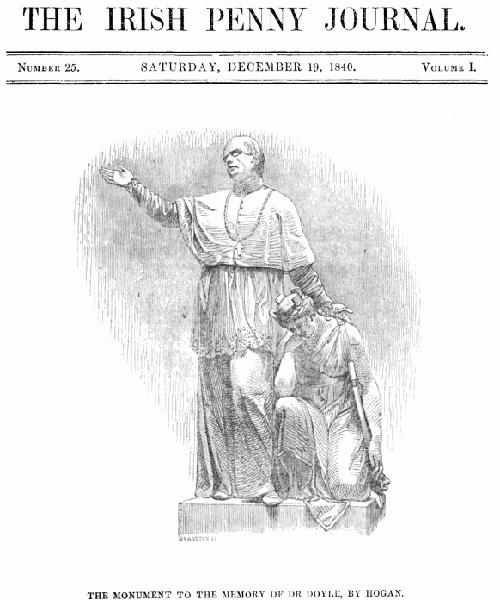 THE IRISH PENNY JOURNAL.
NUMBER 25. SATURDAY, DECEMBER 19, 1840. VOLUME I.
THE MONUMENT TO THE MEMORY OF DR DOYLE, BY HOGAN.